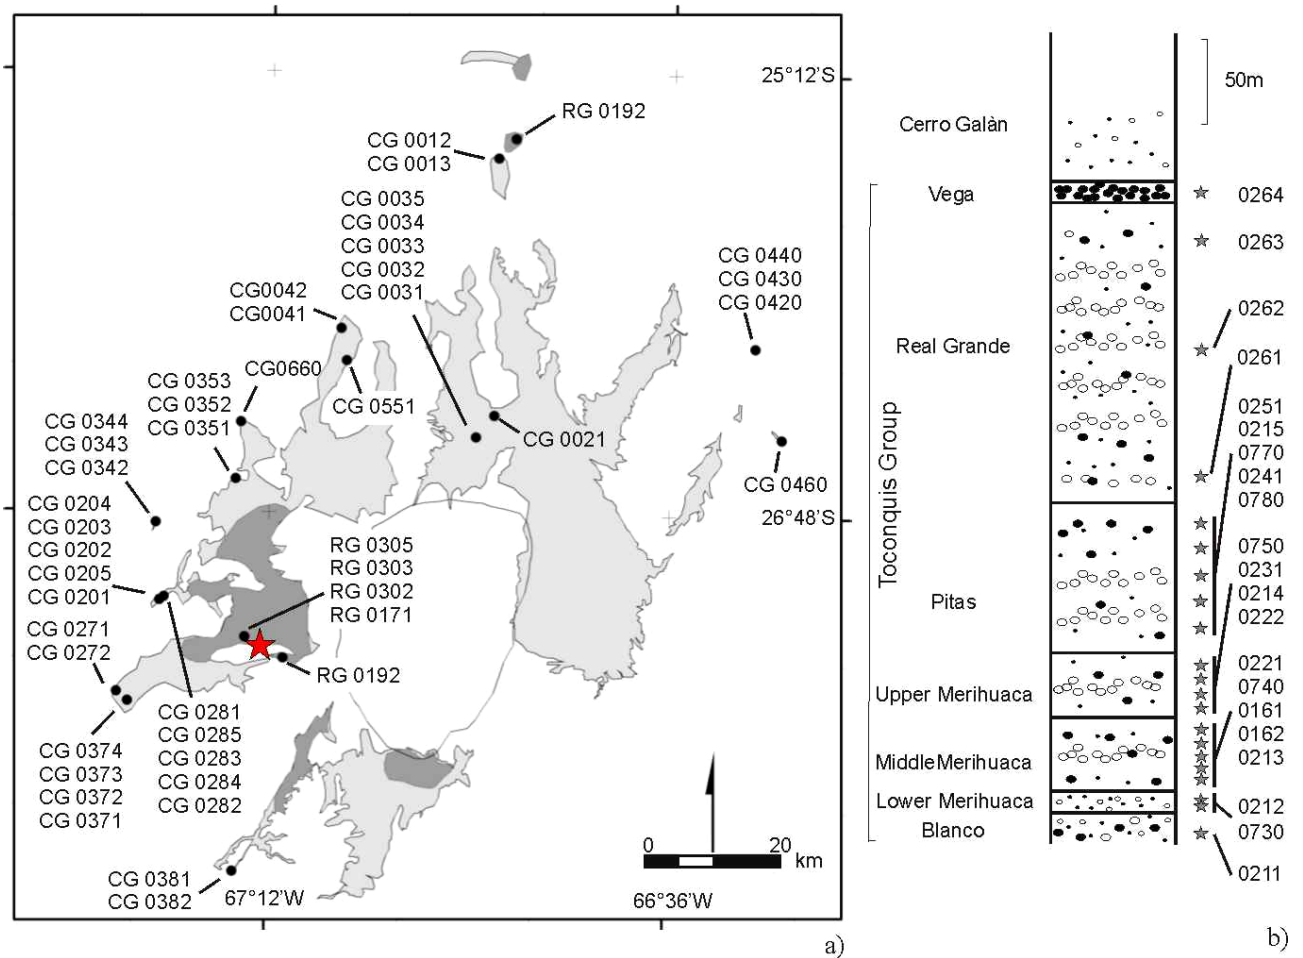 25°12'S
RG 0192
CG 0012
CG 0013
CG 0035
CG 0034
CG 0033
CG 0032
CG 0031
CG 0440
CG 0430
CG 0420
CG0042
CG0041
CG0660
CG 0551
CG 0353
CG 0352
CG 0351
CG 0344
CG 0343
CG 0342
CG 0021
CG 0460
CG 0204
CG 0203
CG 0202
CG 0205
CG 0201
26°48'S
RG 0305
RG 0303
RG 0302
RG 0171
CG 0271
CG 0272
RG 0192
CG 0281
CG 0285
CG 0283
CG 0284
CG 0282
CG 0374
CG 0373
CG 0372
CG 0371
CG 0381
CG 0382
67°12'W
66°36'W
0 20
km
a)
50m
Cerro Galàn
Vega
Real Grande
Pitas
Upper Merihuaca
Middle Merihuaca
Lower Merihuaca
Blanco
Toconquis Group
0264
0263
0262
0261
0251
0215
0770
0241
0780
0750
0231
0214
0222
0221
0740
0161
0162
0213
0212
0730
0211
b)